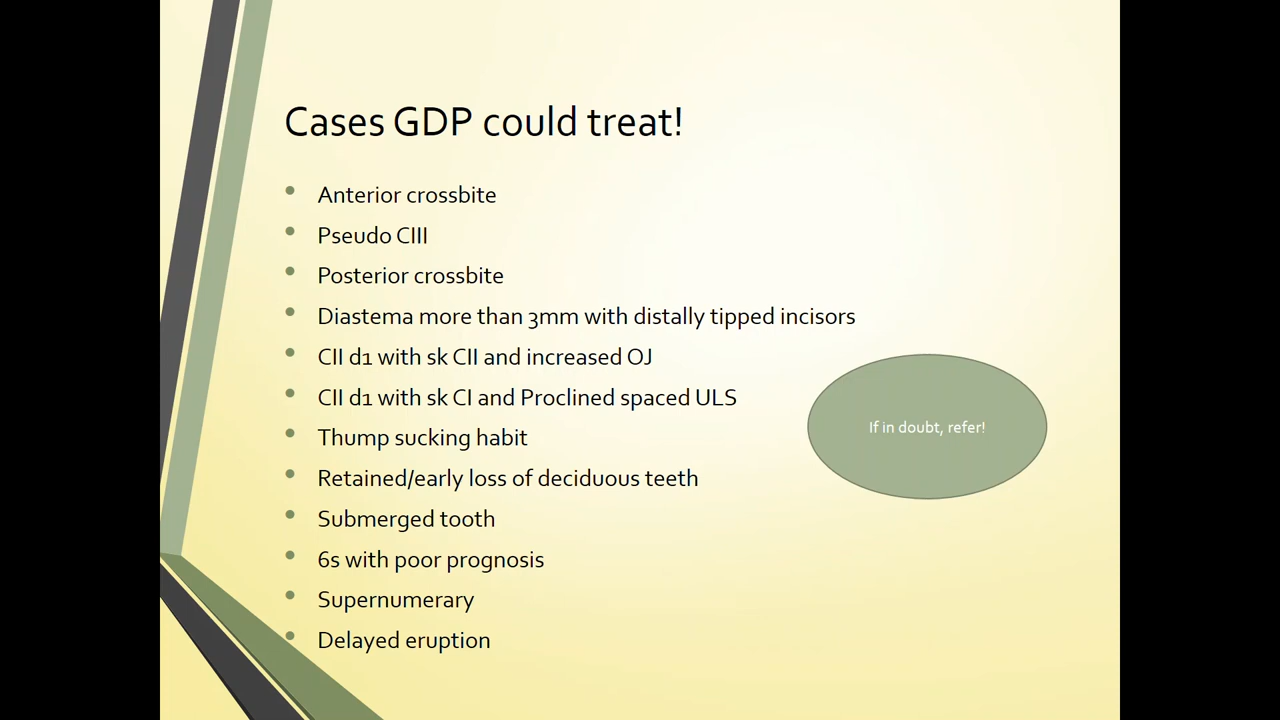 Cases GDP could treat!
• Anterior crossbite
• Pseudo CIII
• Posterior crossbite
• Diastema more than 3mm with distally tipped incisors
• CII d1 with sk CII and increased OJ
• CII d1 with sk CI and Proclined spaced ULS
• Thump sucking habit
• Retained/early loss of deciduous teeth
• Submerged tooth
• 6s with poor prognosis
• Supernumerary
• Delayed eruption
If in doubt, refer!